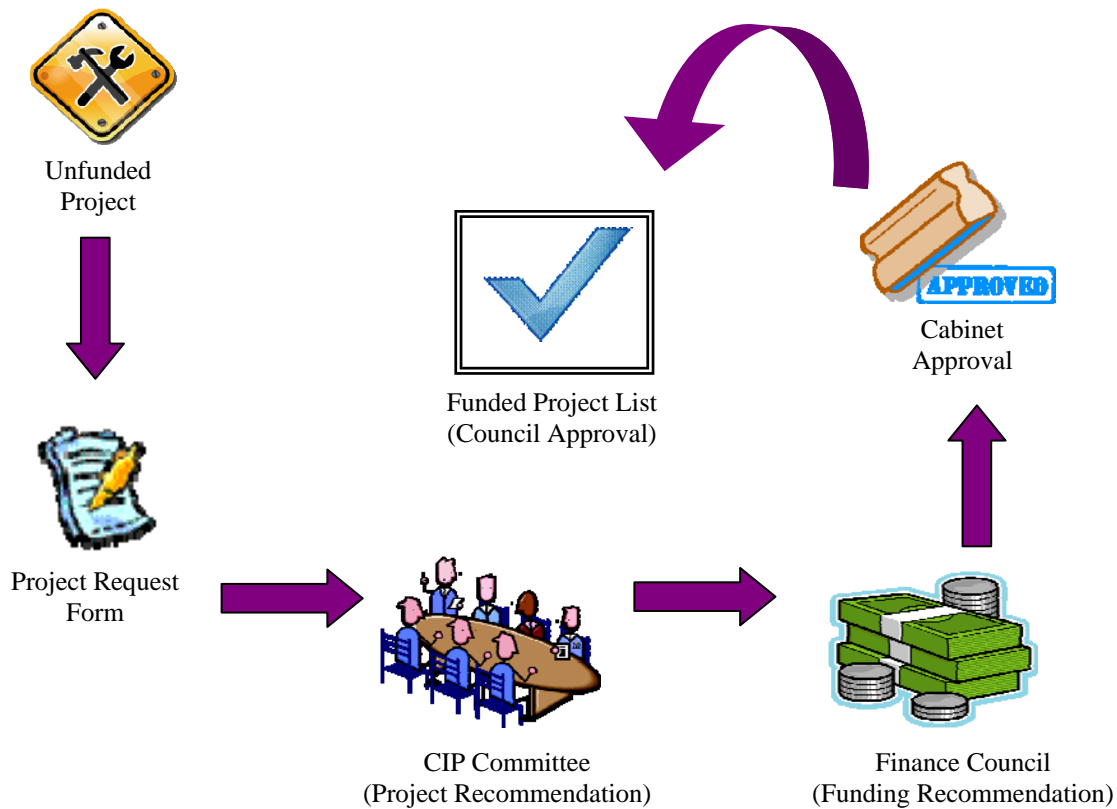 Unfunded
Project
Project Request
Form
CIP Committee
(Project Recommendation)
Finance Council
(Funding Recommendation)
APPROVED
Cabinet
Approval
Funded Project List
(Council Approval)